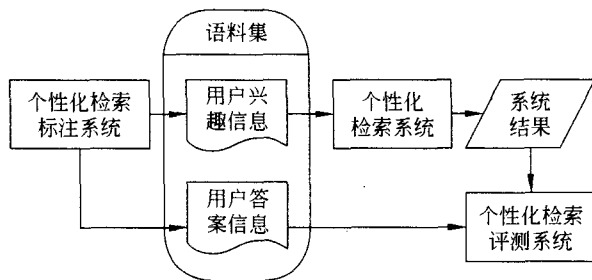 语料集
个性化检索
标注系统
用户兴
趣信息
个性化
检索系统
系统
结果
用户答
案信息
个性化检索
评测系统